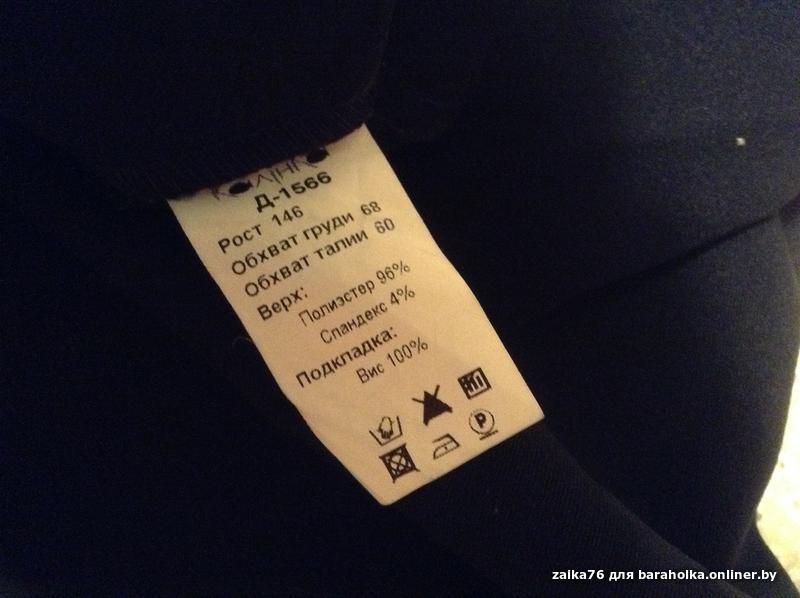 Д-1566
Рост 146
Обхват груди 68
Обхват талии 60
Верх:
Полиэстер 96%
Спандекс 4%
Подкладка:
Вис 100%
P
zaika76 для baraholka.onliner.by